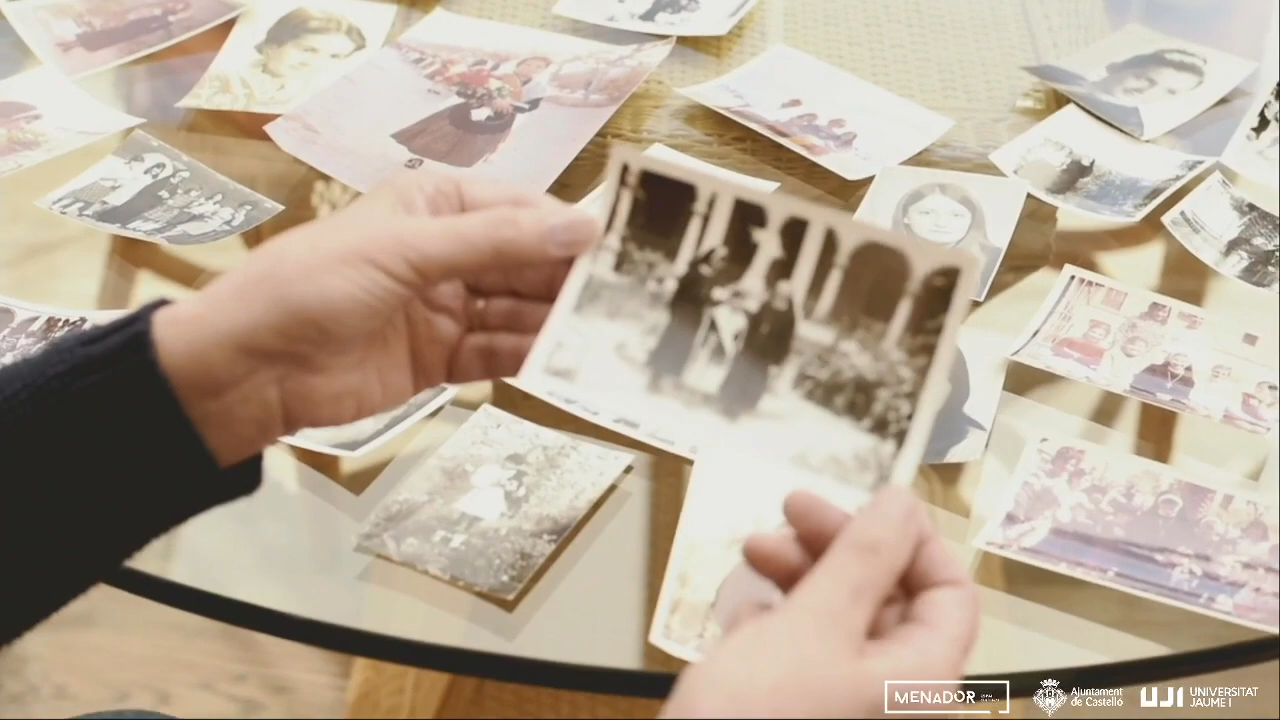 MENADOR
Ajuntament
de Castelló
UJI
UNIVERSITAT
JAUME I